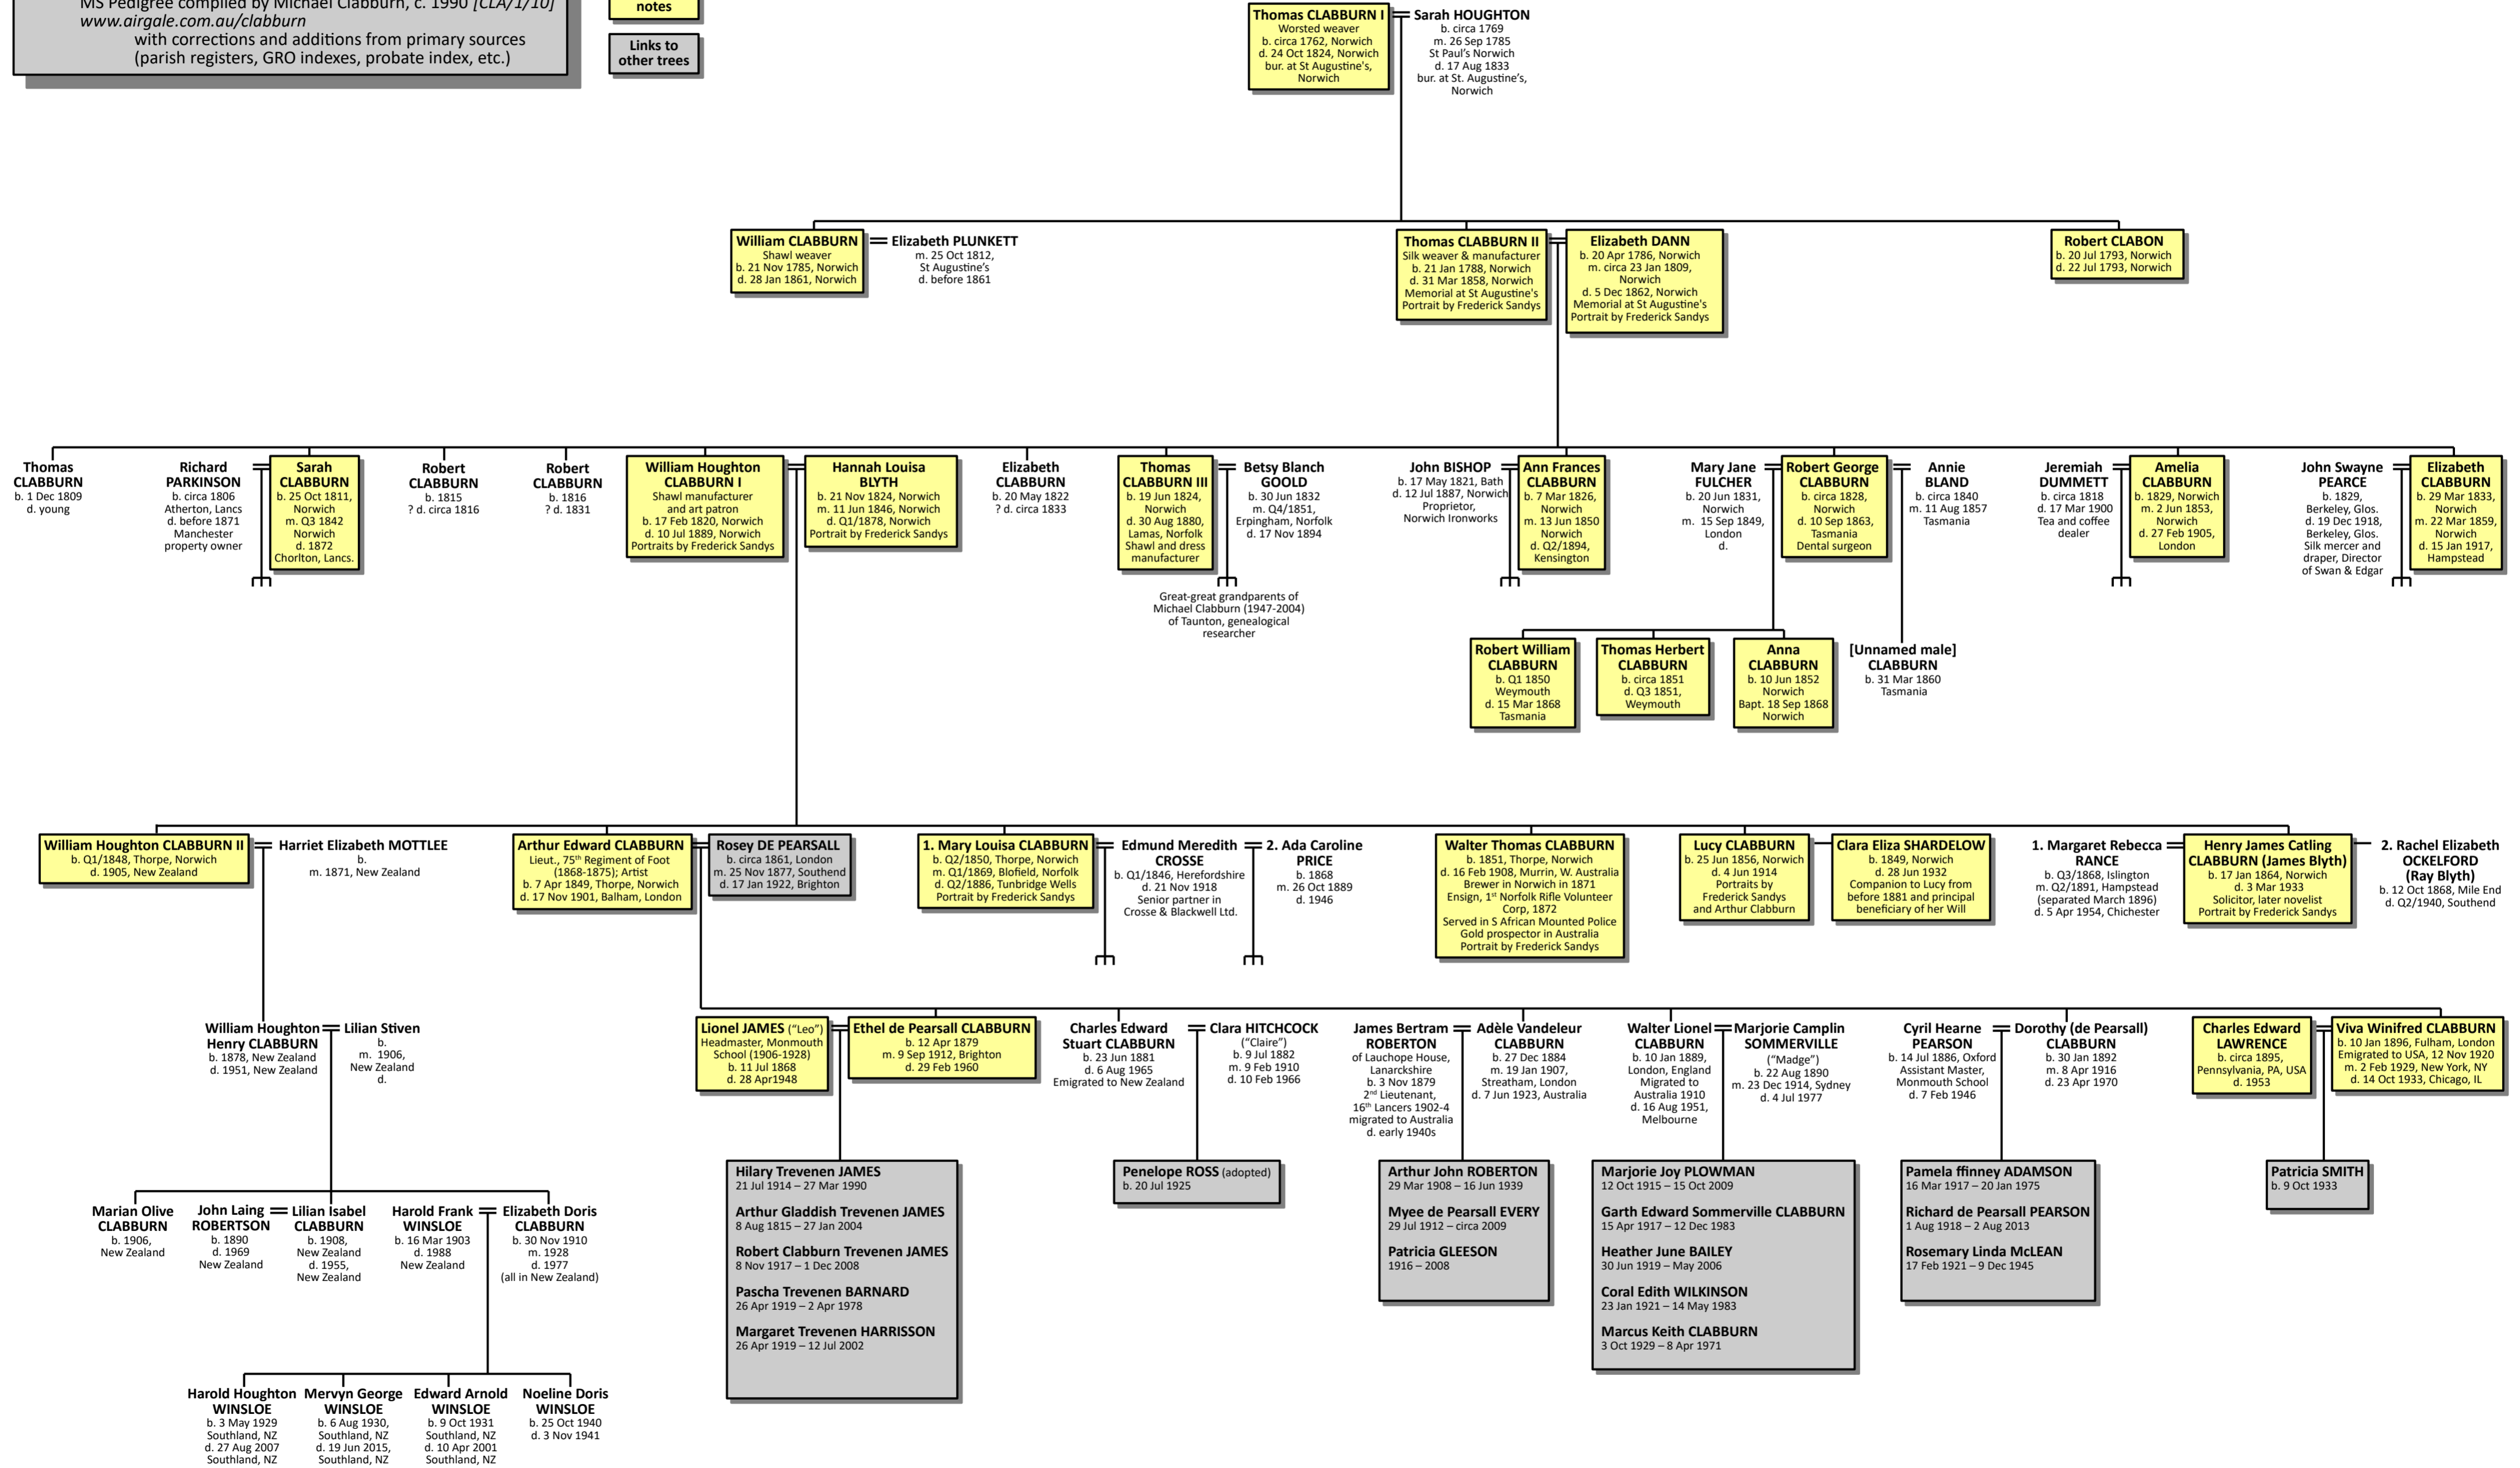 MS Pedigree compiled by Michael Clabburn, c. 1990 [CLA/1/10]
www.airgale.com.au/clabburn
with corrections and additions from primary sources
(parish registers, GRO indexes, probate index, etc.)
notes
Links to
other trees
Thomas CLABBURN I
Worsted weaver
b. circa 1762, Norwich
d. 24 Oct 1824, Norwich
bur. at St Augustine's,
Norwich
Sarah HOUGHTON
b. circa 1769
m. 26 Sep 1785
St Paul's Norwich
d. 17 Aug 1833
bur. at St. Augustine's,
Norwich
William CLABBURN
Shawl weaver
b. 21 Nov 1785, Norwich
d. 28 Jan 1861, Norwich
Elizabeth PLUNKETT
m. 25 Oct 1812,
St Augustine's
d. before 1861
Thomas CLABBURN II
Silk weaver & manufacturer
b. 21 Jan 1788, Norwich
d. 31 Mar 1858, Norwich
Memorial at St Augustine's
Portrait by Frederick Sandys
Elizabeth DANN
b. 20 Apr 1786, Norwich
m. circa 23 Jan 1809,
Norwich
d. 5 Dec 1862, Norwich
Memorial at St Augustine's
Portrait by Frederick Sandys
Robert CLABON
b. 20 Jul 1793, Norwich
d. 22 Jul 1793, Norwich
Thomas
CLABBURN
b. 1 Dec 1809
d. young
Richard
PARKINSON
b. circa 1806
Atherton, Lancs
d. before 1871
Manchester
property owner
Sarah
CLABBURN
b. 25 Oct 1811,
Norwich
m. Q3 1842
Norwich
d. 1872
Chorlton, Lancs.
Robert
CLABBURN
b. 1815
? d. circa 1816
Robert
CLABBURN
b. 1816
? d. 1831
William Houghton
CLABBURN I
Shawl manufacturer
and art patron
b. 17 Feb 1820, Norwich
d. 10 Jul 1889, Norwich
Portraits by Frederick Sandys
Hannah Louisa
BLYTH
b. 21 Nov 1824, Norwich
m. 11 Jun 1846, Norwich
d. Q1/1878, Norwich
Portrait by Frederick Sandys
Elizabeth
CLABBURN
b. 20 May 1822
? d. circa 1833
Thomas
CLABBURN III
b. 19 Jun 1824,
Norwich
d. 30 Aug 1880,
Lamas, Norfolk
Shawl and dress
manufacturer
Betsy Blanch
GOOLD
b. 30 Jun 1832
m. Q4/1851,
Erpingham, Norfolk
d. 17 Nov 1894
Great-great grandparents of
Michael Clabburn (1947-2004)
of Taunton, genealogical
researcher
John BISHOP
b. 17 May 1821, Bath
d. 12 Jul 1887, Norwich
Proprietor,
Norwich Ironworks
Ann Frances
CLABBURN
b. 7 Mar 1826,
Norwich
m. 13 Jun 1850
Norwich
d. Q2/1894,
Kensington
Mary Jane
FULCHER
b. 20 Jun 1831,
Norwich
m. 15 Sep 1849,
London
d.
Robert George
CLABBURN
b. circa 1828,
Norwich
d. 10 Sep 1863,
Tasmania
Dental surgeon
Annie
BLAND
b. circa 1840
m. 11 Aug 1857
Tasmania
Jeremiah
DUMMETT
b. circa 1818
d. 17 Mar 1900
Tea and coffee
dealer
Amelia
CLABBURN
b. 1829, Norwich
m. 2 Jun 1853,
Norwich
d. 27 Feb 1905,
London
John Swayne
PEARCE
b. 1829,
Berkeley, Glos.
d. 19 Dec 1918,
Berkeley, Glos.
Silk mercer and
draper, Director
of Swan & Edgar
Elizabeth
CLABBURN
b. 29 Mar 1833,
Norwich
m. 22 Mar 1859,
Norwich
d. 15 Jan 1917,
Hampstead
Robert William
CLABBURN
b. Q1 1850
Weymouth
d. 15 Mar 1868
Tasmania
Thomas Herbert
CLABBURN
b. circa 1851
d. Q3 1851,
Weymouth
Anna
CLABBURN
b. 10 Jun 1852
Norwich
Bapt. 18 Sep 1868
Norwich
[Unnamed male]
CLABBURN
b. 31 Mar 1860
Tasmania
William Houghton CLABBURN II
b. Q1/1848, Thorpe, Norwich
d. 1905, New Zealand
Harriet Elizabeth MOTTLEE
b.
m. 1871, New Zealand
Arthur Edward CLABBURN
Lieut., 75th Regiment of Foot
(1868-1875); Artist
b. 7 Apr 1849, Thorpe, Norwich
d. 17 Nov 1901, Balham, London
Rosey DE PEARSALL
b. circa 1861, London
m. 25 Nov 1877, Southend
d. 17 Jan 1922, Brighton
1. Mary Louisa CLABBURN
b. Q2/1850, Thorpe, Norwich
m. Q1/1869, Blofield, Norfolk
d. Q2/1886, Tunbridge Wells
Portrait by Frederick Sandys
Edmund Meredith
CROSSE
b. Q1/1846, Herefordshire
d. 21 Nov 1918
Senior partner in
Crosse & Blackwell Ltd.
2. Ada Caroline
PRICE
b. 1868
m. 26 Oct 1889
d. 1946
Walter Thomas CLABBURN
b. 1851, Thorpe, Norwich
d. 16 Feb 1908, Murrin, W. Australia
Brewer in Norwich in 1871
Ensign, 1st Norfolk Rifle Volunteer
Corp, 1872
Served in S African Mounted Police
Gold prospector in Australia
Portrait by Frederick Sandys
Lucy CLABBURN
b. 25 Jun 1856, Norwich
d. 4 Jun 1914
Portraits by
Frederick Sandys
and Arthur Clabburn
Clara Eliza SHARDELOW
b. 1849, Norwich
d. 28 Jun 1932
Companion to Lucy from
before 1881 and principal
beneficiary of her Will
1. Margaret Rebecca
RANCE
b. Q3/1868, Islington
m. Q2/1891, Hampstead
(separated March 1896)
d. 5 Apr 1954, Chichester
Henry James Catling
CLABBURN (James Blyth)
b. 17 Jan 1864, Norwich
d. 3 Mar 1933
Solicitor, later novelist
Portrait by Frederick Sandys
2. Rachel Elizabeth
OCKELFORD
(Ray Blyth)
b. 12 Oct 1868, Mile End
d. Q2/1940, Southend
William Houghton
Henry CLABBURN
b. 1878, New Zealand
d. 1951, New Zealand
Lilian Stiven
b.
m. 1906,
New Zealand
d.
Lionel JAMES ("Leo")
Headmaster, Monmouth
School (1906-1928)
b. 11 Jul 1868
d. 28 Apr1948
Ethel de Pearsall CLABBURN
b. 12 Apr 1879
m. 9 Sep 1912, Brighton
d. 29 Feb 1960
Charles Edward
Stuart CLABBURN
b. 23 Jun 1881
d. 6 Aug 1965
Emigrated to New Zealand
Clara HITCHCOCK
("Claire")
b. 9 Jul 1882
m. 9 Feb 1910
d. 10 Feb 1966
James Bertram
ROBERTON
of Lauchope House,
Lanarckshire
b. 3 Nov 1879
2nd Lieutenant,
16th Lancers 1902-4
migrated to Australia
d. early 1940s
Adèle Vandeleur
CLABBURN
b. 27 Dec 1884
m. 19 Jan 1907,
Streatham, London
d. 7 Jun 1923, Australia
Walter Lionel
CLABBURN
b. 10 Jan 1889,
London, England
Migrated to
Australia 1910
d. 16 Aug 1951,
Melbourne
Marjorie Camplin
SOMMERVILLE
("Madge")
b. 22 Aug 1890
m. 23 Dec 1914, Sydney
d. 4 Jul 1977
Cyril Hearne
PEARSON
b. 14 Jul 1886, Oxford
Assistant Master,
Monmouth School
d. 7 Feb 1946
Dorothy (de Pearsall)
CLABBURN
b. 30 Jan 1892
m. 8 Apr 1916
d. 23 Apr 1970
Charles Edward
LAWRENCE
b. circa 1895,
Pennsylvania, PA, USA
d. 1953
Viva Winifred CLABBURN
b. 10 Jan 1896, Fulham, London
Emigrated to USA, 12 Nov 1920
m. 2 Feb 1929, New York, NY
d. 14 Oct 1933, Chicago, IL
Hilary Trevenen JAMES
21 Jul 1914 – 27 Mar 1990
Arthur Gladdish Trevenen JAMES
8 Aug 1815 – 27 Jan 2004
Robert Clabburn Trevenen JAMES
8 Nov 1917 – 1 Dec 2008
Pascha Trevenen BARNARD
26 Apr 1919 – 2 Apr 1978
Margaret Trevenen HARRISSON
26 Apr 1919 – 12 Jul 2002
Penelope ROSS (adopted)
b. 20 Jul 1925
Arthur John ROBERTON
29 Mar 1908 – 16 Jun 1939
Myee de Pearsall EVERY
29 Jul 1912 – circa 2009
Patricia GLEESON
1916 – 2008
Marjorie Joy PLOWMAN
12 Oct 1915 – 15 Oct 2009
Garth Edward Sommerville CLABBURN
15 Apr 1917 – 12 Dec 1983
Heather June BAILEY
30 Jun 1919 – May 2006
Coral Edith WILKINSON
23 Jan 1921 – 14 May 1983
Marcus Keith CLABBURN
3 Oct 1929 – 8 Apr 1971
Pamela ffinney ADAMSON
16 Mar 1917 – 20 Jan 1975
Richard de Pearsall PEARSON
1 Aug 1918 – 2 Aug 2013
Rosemary Linda McLEAN
17 Feb 1921 – 9 Dec 1945
Patricia SMITH
b. 9 Oct 1933
Marian Olive
CLABBURN
b. 1906,
New Zealand
John Laing
ROBERTSON
b. 1890
d. 1969
New Zealand
Lilian Isabel
CLABBURN
b. 1908,
New Zealand
d. 1955,
New Zealand
Harold Frank
WINSLOE
b. 16 Mar 1903
d. 1988
New Zealand
Elizabeth Doris
CLABBURN
b. 30 Nov 1910
m. 1928
d. 1977
(all in New Zealand)
Harold Houghton
WINSLOE
b. 3 May 1929
Southland, NZ
d. 27 Aug 2007
Southland, NZ
Mervyn George
WINSLOE
b. 6 Aug 1930,
Southland, NZ
d. 19 Jun 2015,
Southland, NZ
Edward Arnold
WINSLOE
b. 9 Oct 1931
Southland, NZ
d. 10 Apr 2001
Southland, NZ
Noeline Doris
WINSLOE
b. 25 Oct 1940
d. 3 Nov 1941